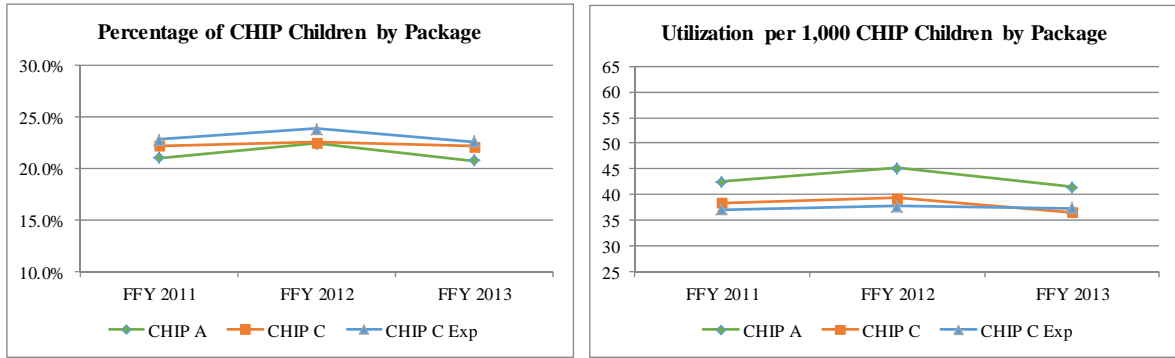 Percentage of CHIP Children by Package
30.0%
25.0%
20.0%
15.0%
10.0%
FFY 2011 FFY 2012 FFY 2013
CHIP A CHIP C CHIP C Exp
Utilization per 1,000 CHIP Children by Package
65
60
55
50
45
40
35
30
25
FFY 2011 FFY 2012 FFY 2013
CHIP A CHIP C CHIP C Exp